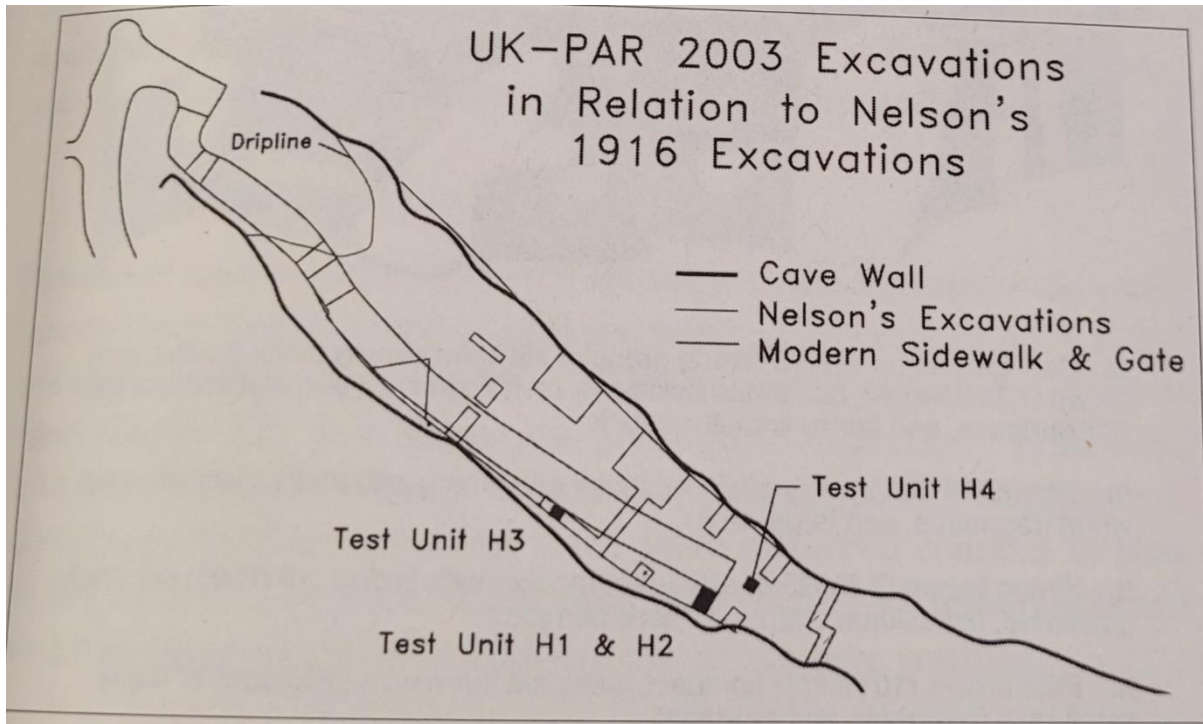 UK-PAR 2003 Excavations
in Relation to Nelson's
1916 Excavations
Dripline
Cave Wall
Nelson's Excavations
Modern Sidewalk & Gate
Test Unit H4
Test Unit H3
Test Unit H1 & H2